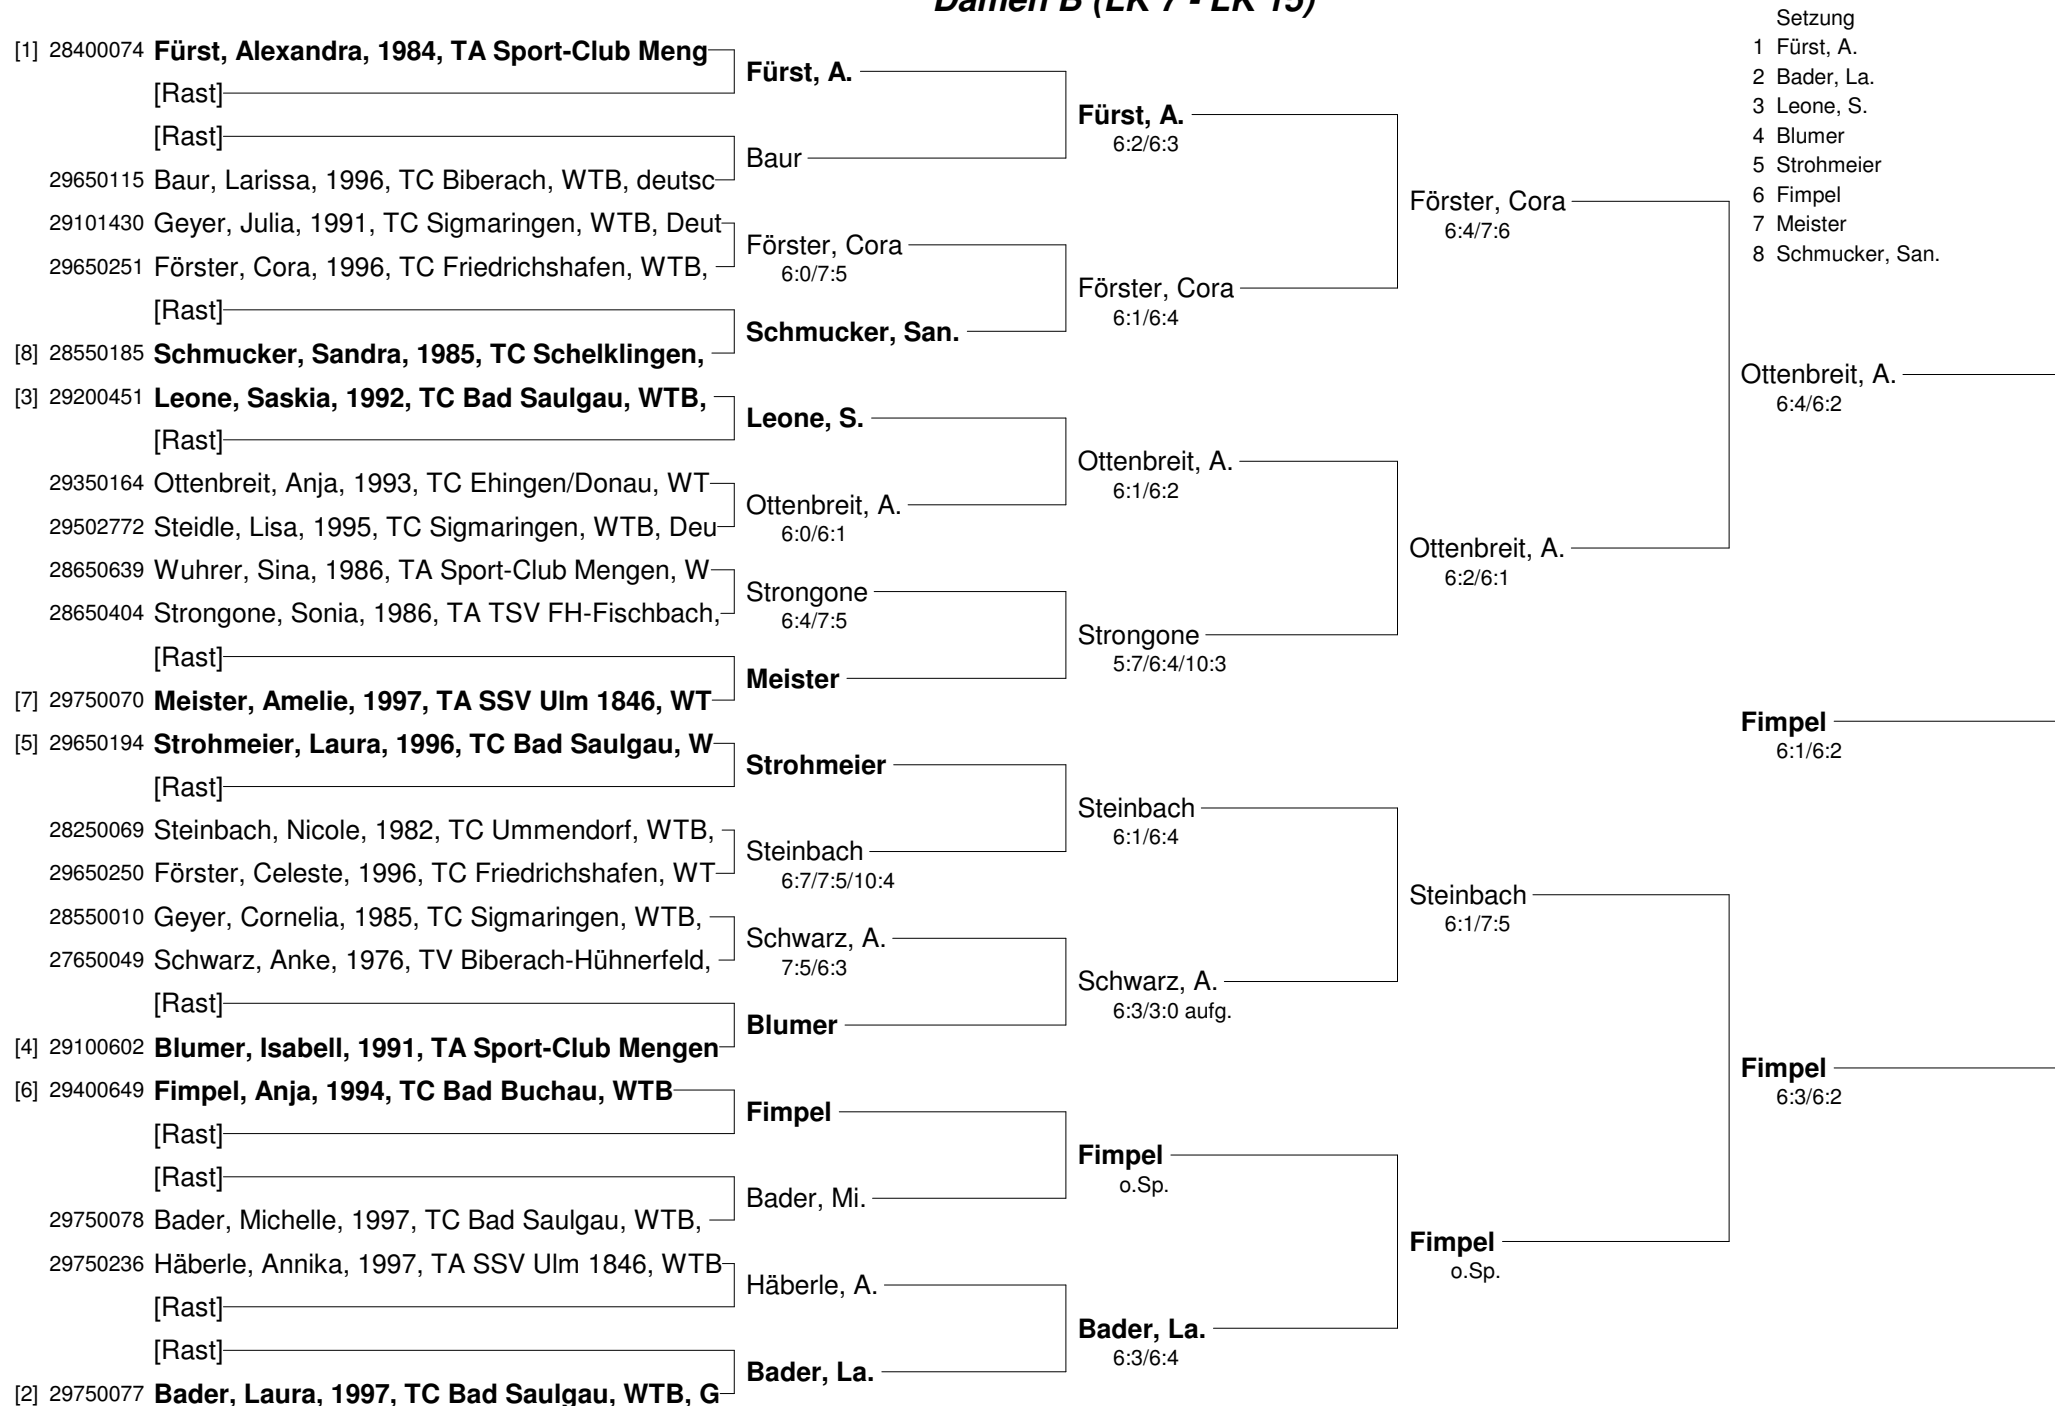 Damen B (LK 7 - LK 15)
Setzung
1 Fürst, A.
2 Bader, La.
3 Leone, S.
4 Blumer
5 Strohmeier
6 Fimpel
7 Meister
8 Schmucker, San.
[1] 28400074 Fürst, Alexandra, 1984, TA Sport-Club Meng
[Rast]
[Rast]
29650115 Baur, Larissa, 1996, TC Biberach, WTB, deutsc
29101430 Geyer, Julia, 1991, TC Sigmaringen, WTB, Deut
29650251 Förster, Cora, 1996, TC Friedrichshafen, WTB,
[Rast]
[8] 28550185 Schmucker, Sandra, 1985, TC Schelklingen,
[3] 29200451 Leone, Saskia, 1992, TC Bad Saulgau, WTB,
[Rast]
29350164 Ottenbreit, Anja, 1993, TC Ehingen/Donau, WT
29502772 Steidle, Lisa, 1995, TC Sigmaringen, WTB, Deu
28650639 Wuhrer, Sina, 1986, TA Sport-Club Mengen, W
28650404 Strongone, Sonia, 1986, TA TSV FH-Fischbach,
[Rast]
[7] 29750070 Meister, Amelie, 1997, TA SSV Ulm 1846, WT
[5] 29650194 Strohmeier, Laura, 1996, TC Bad Saulgau, W
[Rast]
28250069 Steinbach, Nicole, 1982, TC Ummendorf, WTB,
29650250 Förster, Celeste, 1996, TC Friedrichshafen, WT
28550010 Geyer, Cornelia, 1985, TC Sigmaringen, WTB,
27650049 Schwarz, Anke, 1976, TV Biberach-Hühnerfeld,
[Rast]
[4] 29100602 Blumer, Isabell, 1991, TA Sport-Club Mengen
[6] 29400649 Fimpel, Anja, 1994, TC Bad Buchau, WTB
[Rast]
[Rast]
29750078 Bader, Michelle, 1997, TC Bad Saulgau, WTB,
29750236 Häberle, Annika, 1997, TA SSV Ulm 1846, WTB
[Rast]
[Rast]
[2] 29750077 Bader, Laura, 1997, TC Bad Saulgau, WTB, G
Fürst, A.
Baur
Förster, Cora
6:0/7:5
Schmucker, San.
Leone, S.
Ottenbreit, A.
6:0/6:1
Strongone
6:4/7:5
Meister
Strohmeier
Steinbach
6:7/7:5/10:4
Schwarz, A.
7:5/6:3
Blumer
Fimpel
Bader, Mi.
Häberle, A.
Bader, La.
Fürst, A.
6:2/6:3
Förster, Cora
6:1/6:4
Ottenbreit, A.
6:1/6:2
Strongone
5:7/6:4/10:3
Steinbach
6:1/6:4
Schwarz, A.
6:3/3:0 aufg.
Fimpel
o.Sp.
Bader, La.
6:3/6:4
Förster, Cora
6:4/7:6
Ottenbreit, A.
6:2/6:1
Steinbach
6:1/7:5
Fimpel
o.Sp.
Ottenbreit, A.
6:4/6:2
Fimpel
6:1/6:2
Fimpel
6:3/6:2